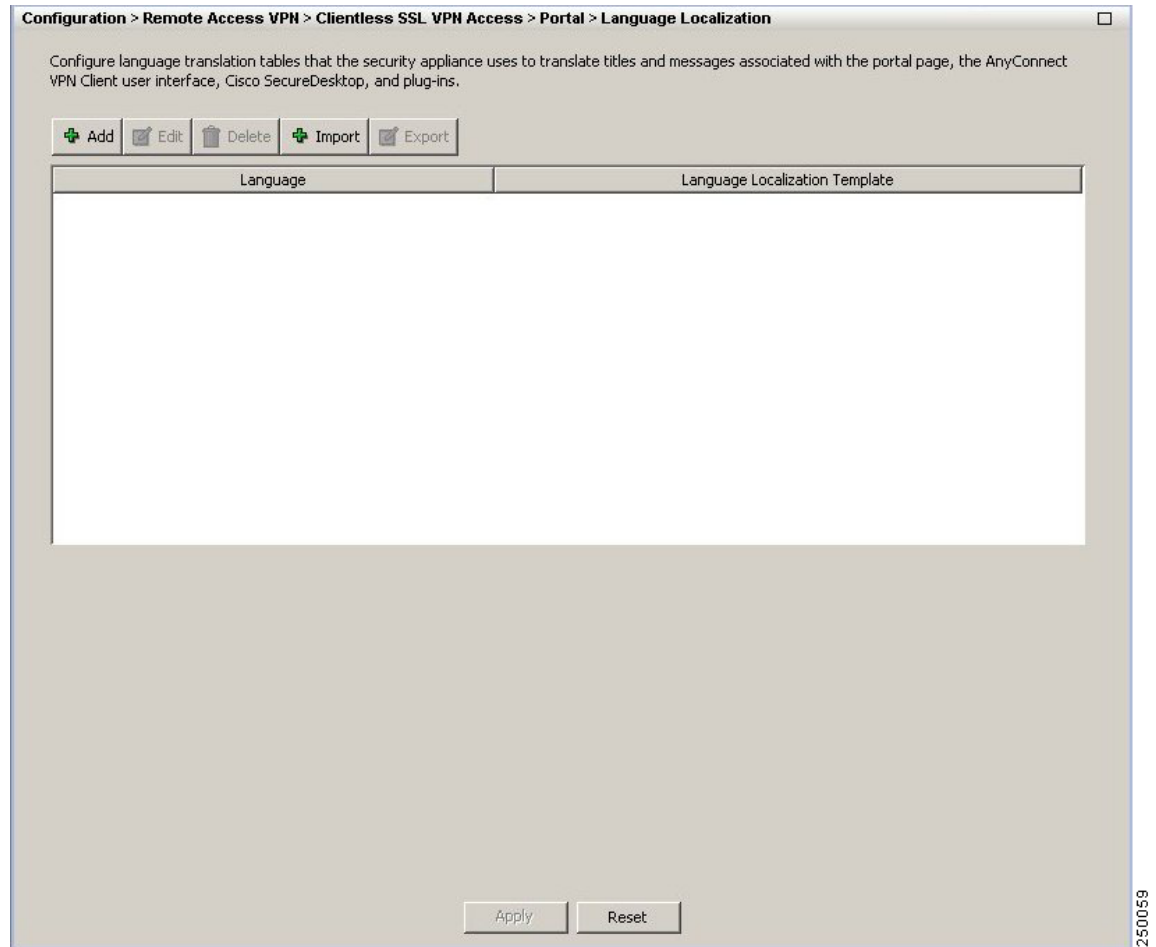 Configuration > Remote Access VPN > Clientless SSL VPN Access > Portal > Language Localization
Configure language translation tables that the security appliance uses to translate titles and messages associated with the portal page, the AnyConnect
VPN Client user interface, Cisco SecureDesktop, and plug-ins.
Add Edit Delete Import Export
Language Language Localization Template
Apply Reset
250059